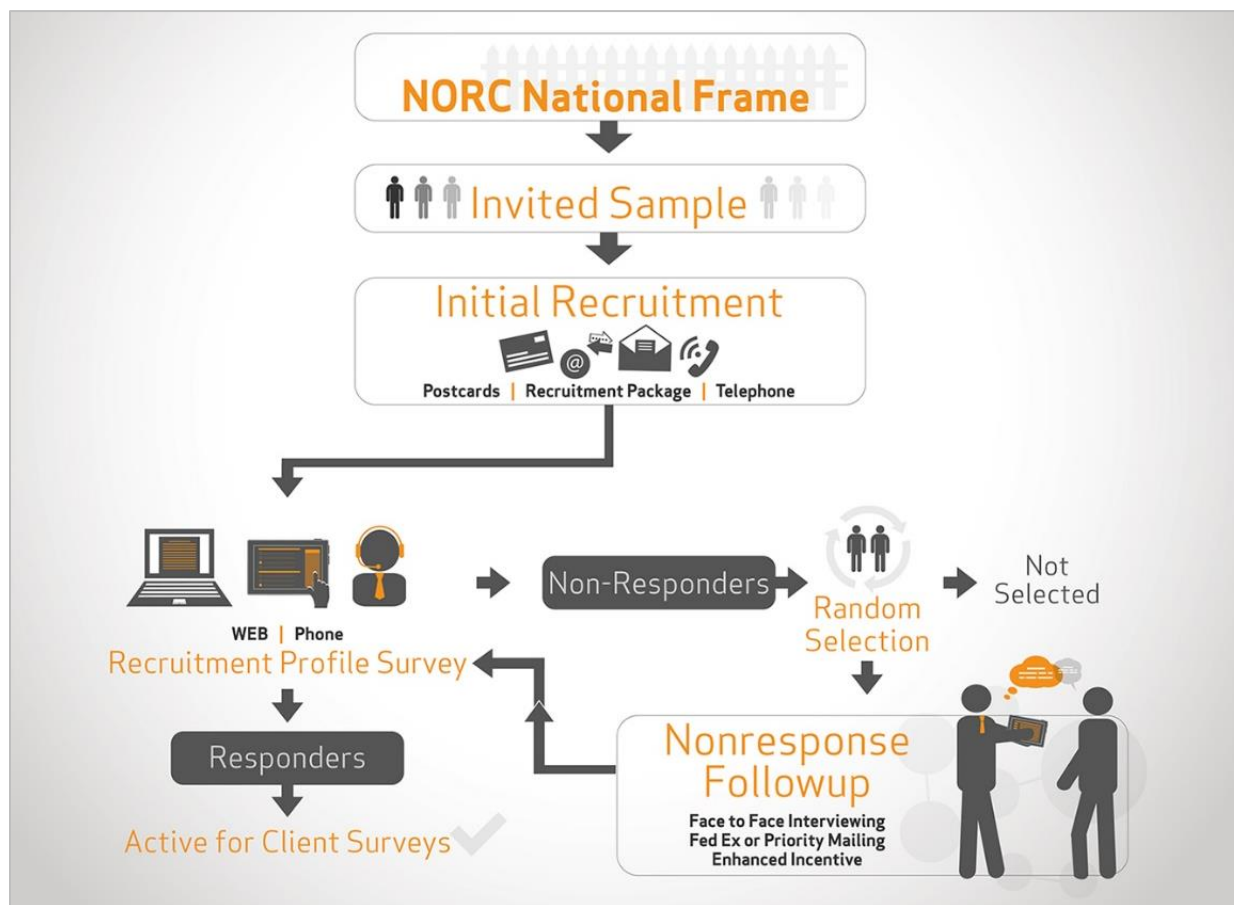 NORC National Frame
Invited Sample
Initial Recruitment
Postcards | Recruitment Package | Telephone
WEB | Phone
Recruitment Profile Survey
Non-Responders
Random
Selection
Not
Selected
Responders
Active for Client Surveys
Nonresponse
Followup
Face to Face Interviewing
Fed Ex or Priority Mailing
Enhanced Incentive